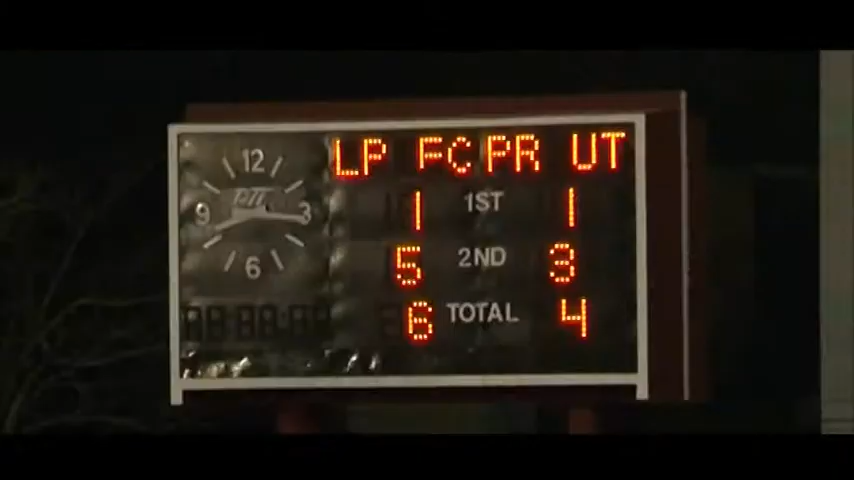 LP FC PR UT
12
9 3
6
1 1ST 1
5 2ND 3
6 TOTAL 4